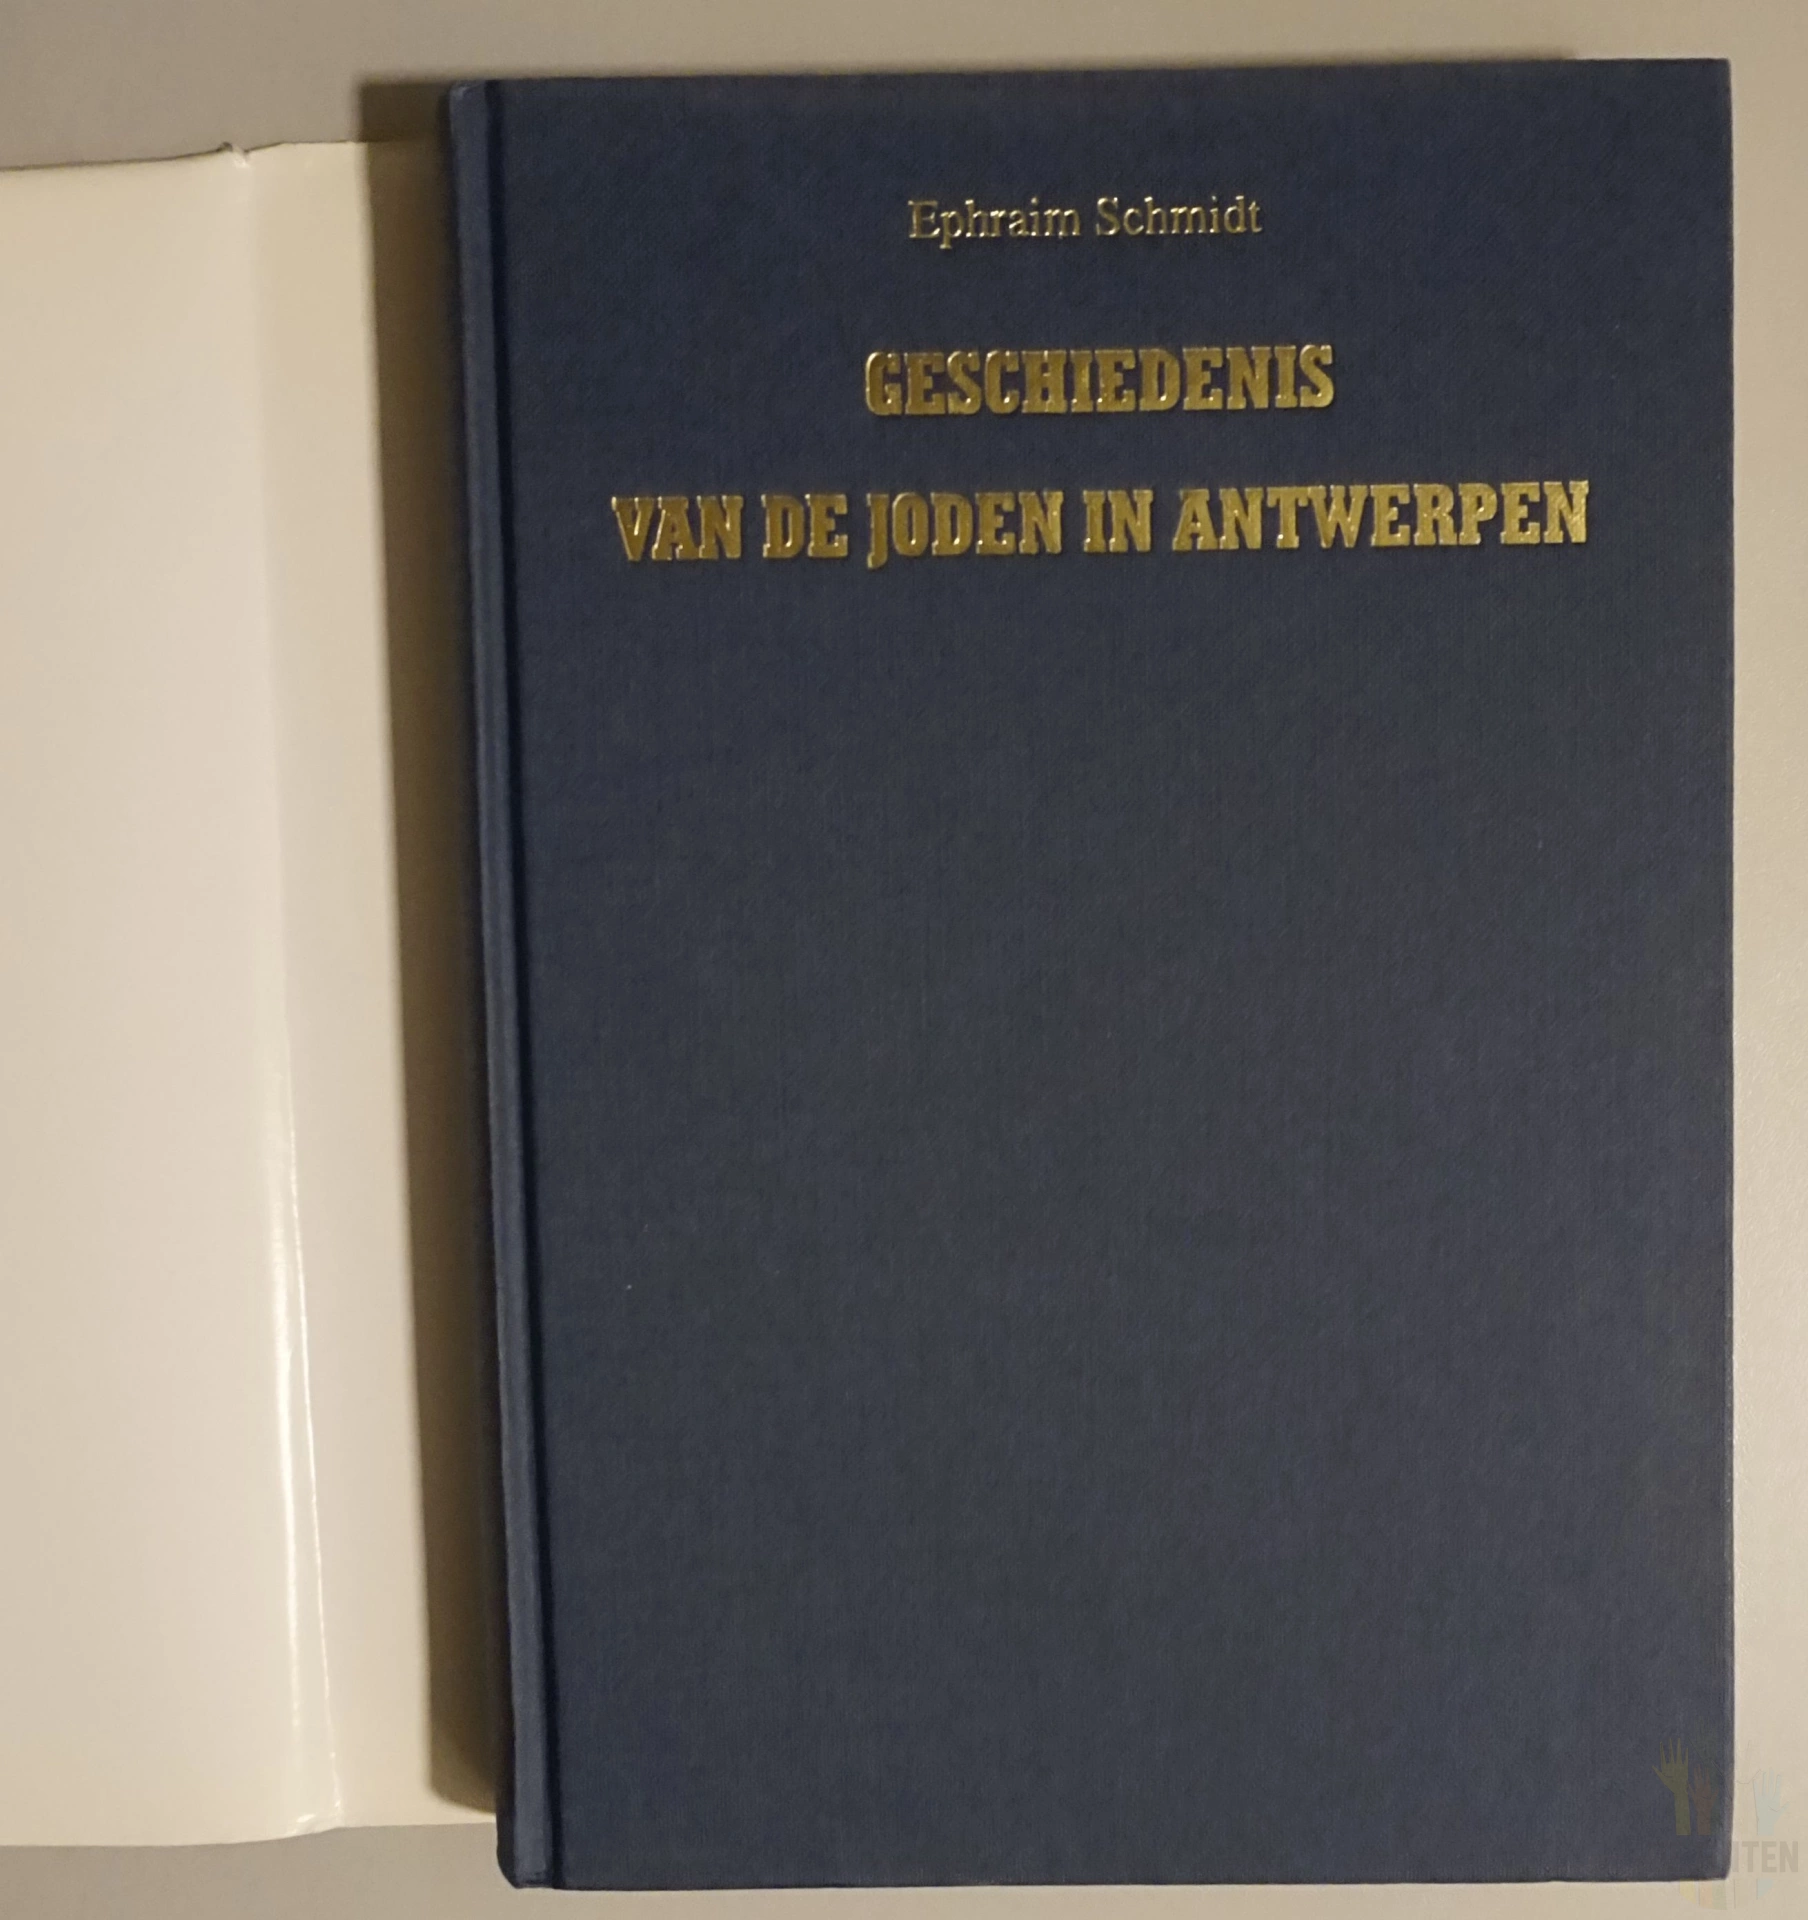 Ephraim Schmidt
GESCHIEDENIS
VAN DE JODEN IN ANTWERPEN